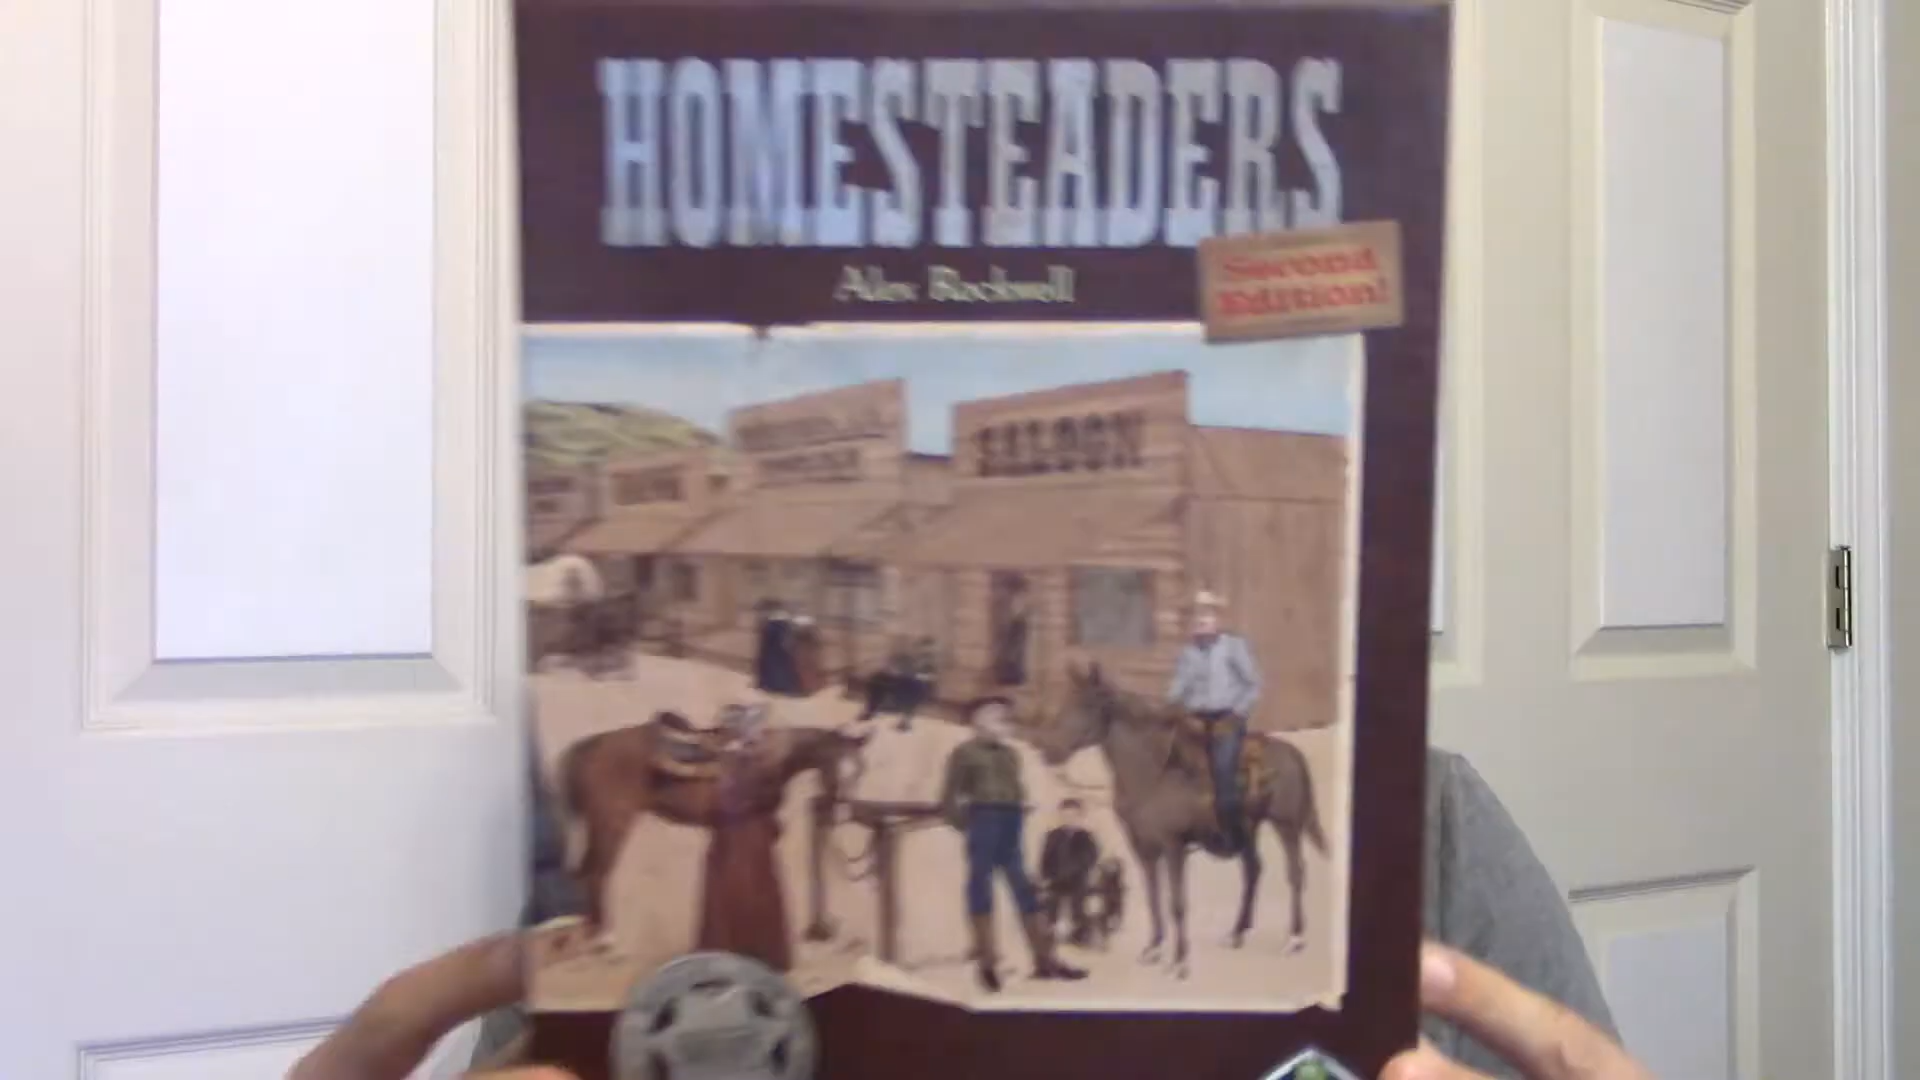 HOMESTEADERS
Alex Rockwell
Second
Edition!
SALOON